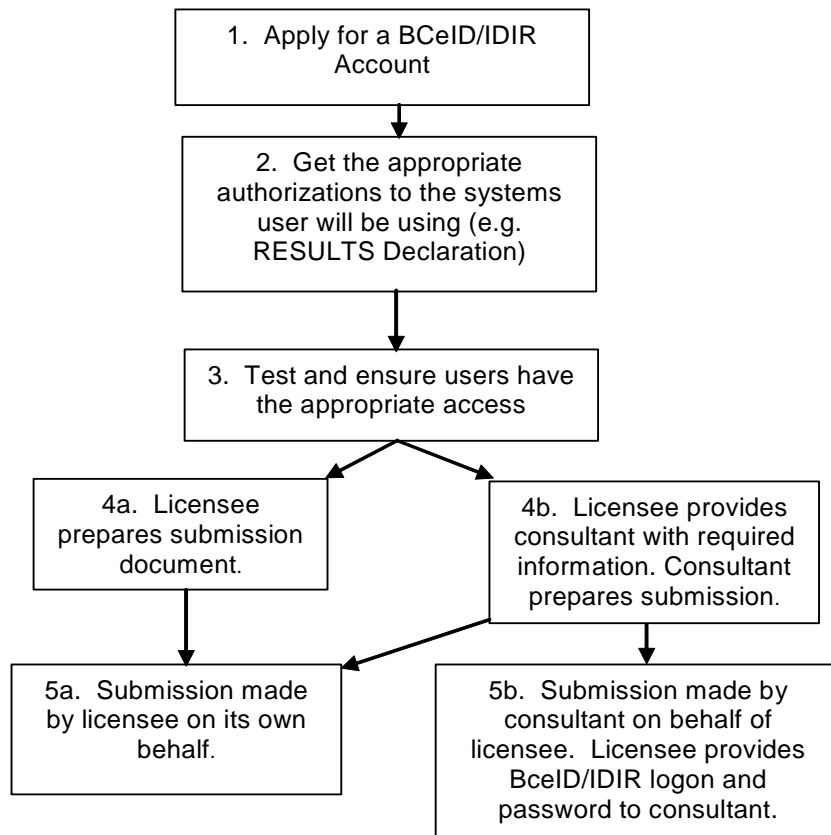 1. Apply for a BCeID/IDIR
Account
2. Get the appropriate
authorizations to the systems
user will be using (e.g.
RESULTS Declaration)
3. Test and ensure users have
the appropriate access
4a. Licensee
prepares submission
document.
4b. Licensee provides
consultant with required
information. Consultant
prepares submission.
5a. Submission made
by licensee on its own
behalf.
5b. Submission made by
consultant on behalf of
licensee. Licensee provides
BceID/IDIR logon and
password to consultant.